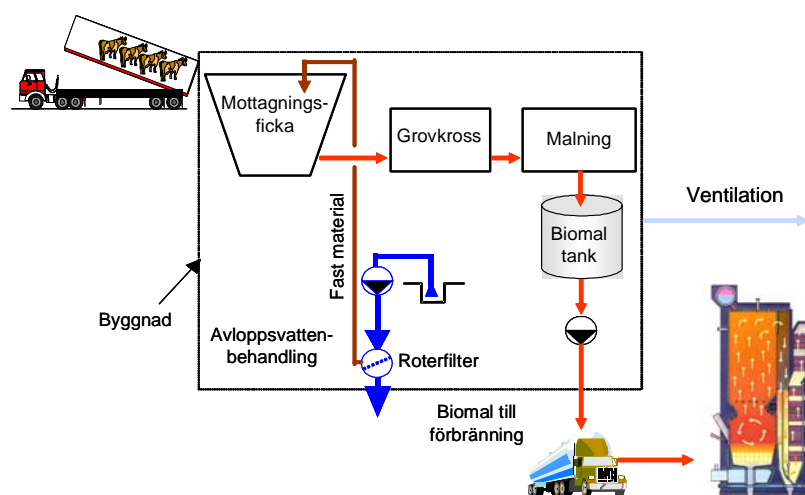 Mottagnings-
ficka
Grovkross
Malning
Ventilation
Biomal
tank
Fast material
Byggnad
Avloppsvatten-
behandling
Roterfilter
Biomal till
förbränning